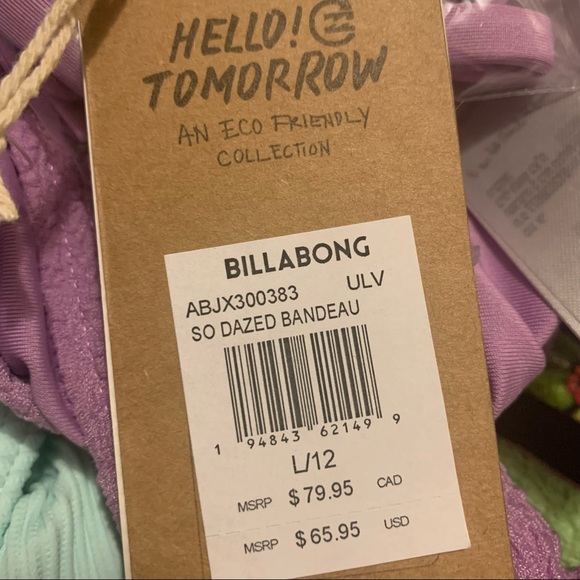 HELLO!
TOMORROW
AN ECO FRIENDLY
COLLECTION
BILLABONG
ABJX300383 ULV
SO DAZED BANDEAU
1 94843 62149 9
L/12
MSRP $79.95 CAD
MSRP $65.95 USD